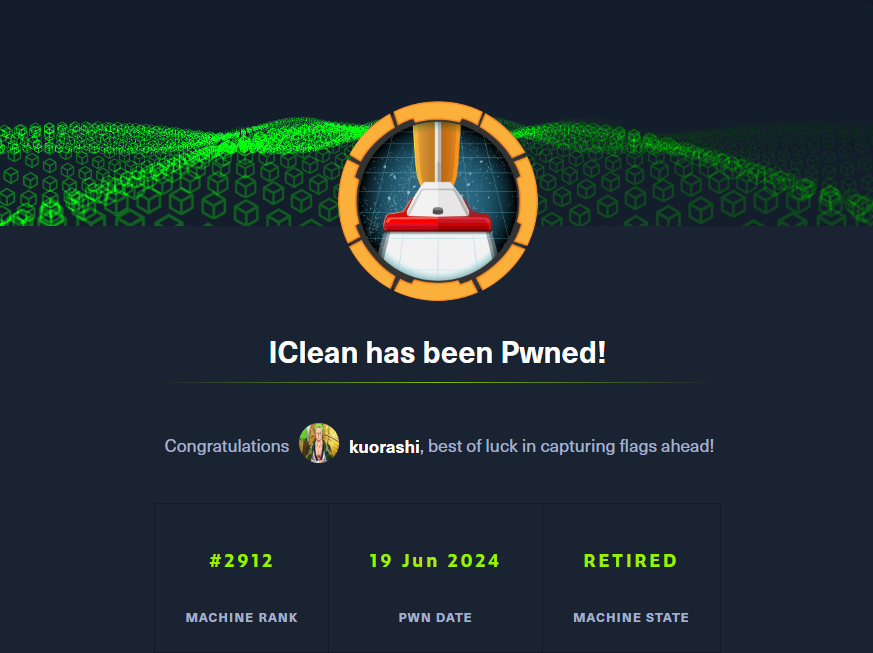 IClean has been Pwned!
Congratulations kuorashi, best of luck in capturing flags ahead!
#2912 19 Jun 2024 RETIRED
MACHINE RANK PWN DATE MACHINE STATE